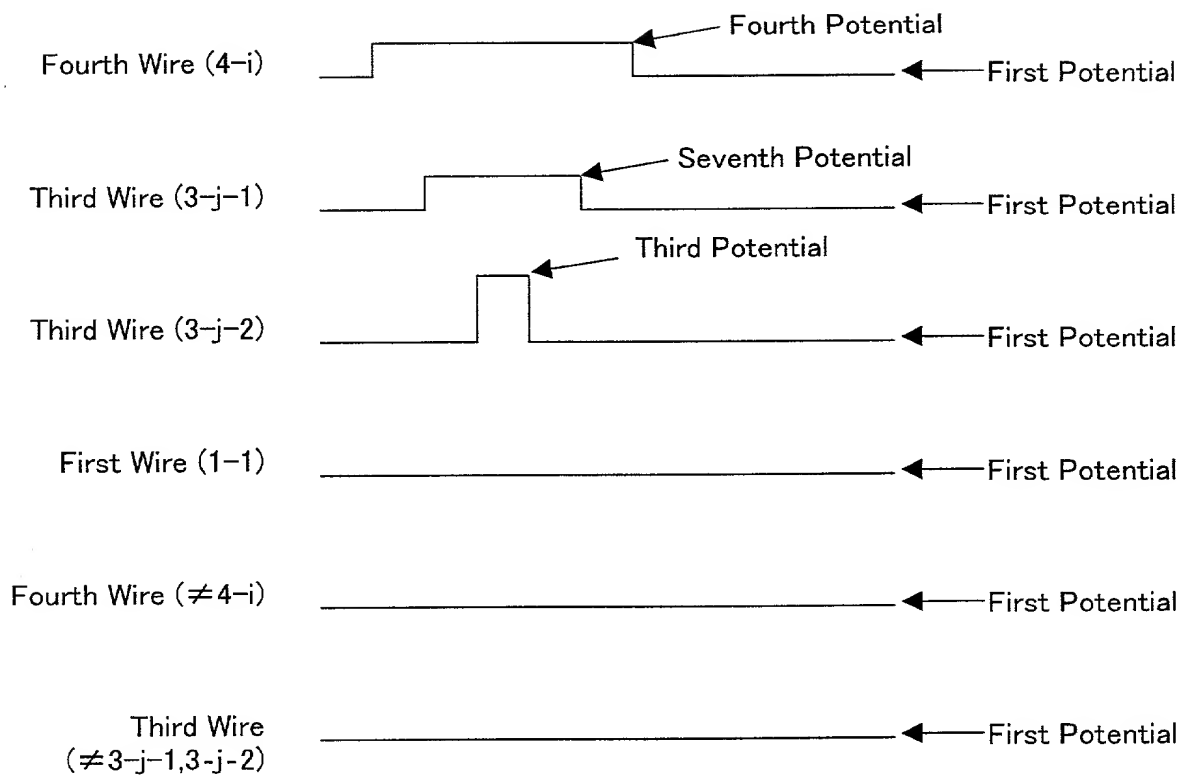 Fourth Potential
Fourth Wire (4-i)
First Potential
Seventh Potential
Third Wire (3-j-1)
First Potential
Third Potential
Third Wire (3-j-2)
First Potential
First Wire (1-1)
First Potential
Fourth Wire (≠4-i)
First Potential
Third Wire
(≠3-j-1,3-j-2)
First Potential